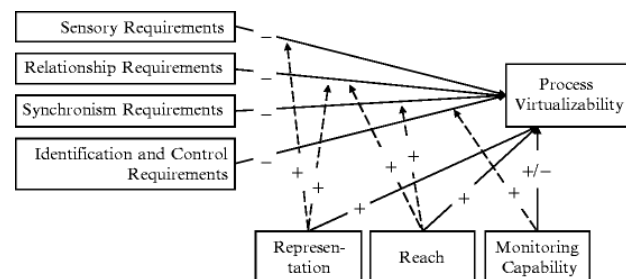 Sensory Requirements
–
Relationship Requirements
–
Synchronism Requirements
–
Identification and Control
Requirements
–
Process
Virtualizability
+
+
+
+
+
+
+
+/–
Represen-
tation
Reach
Monitoring
Capability